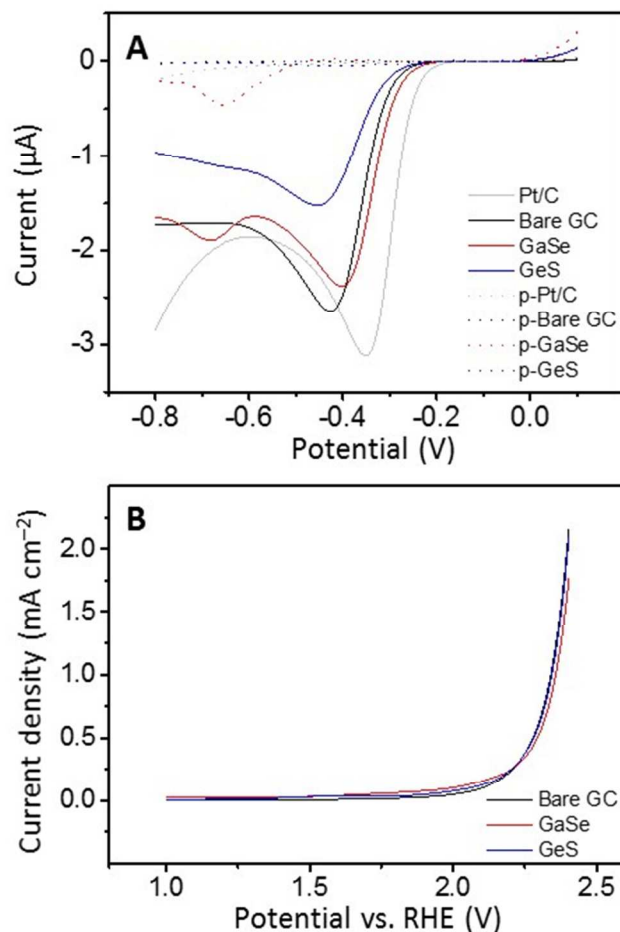 A
0
-1
-2
-3
Current (µA)
Pt/C
Bare GC
GaSe
GeS
p-Pt/C
p-Bare GC
p-GaSe
p-GeS
-0.8 -0.6 -0.4 -0.2 0.0
Potential (V)
B
2.0
1.5
1.0
0.5
0.0
Current density (mA cm⁻²)
Bare GC
GaSe
GeS
1.0 1.5 2.0 2.5
Potential vs. RHE (V)